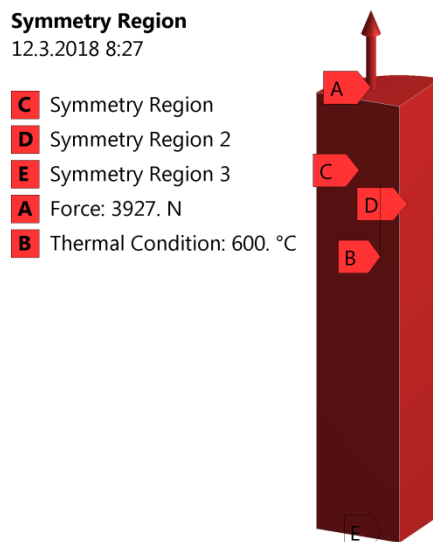 Symmetry Region
12.3.2018 8:27
C Symmetry Region
D Symmetry Region 2
E Symmetry Region 3
A Force: 3927. N
B Thermal Condition: 600. °C
A
C
D
B
E